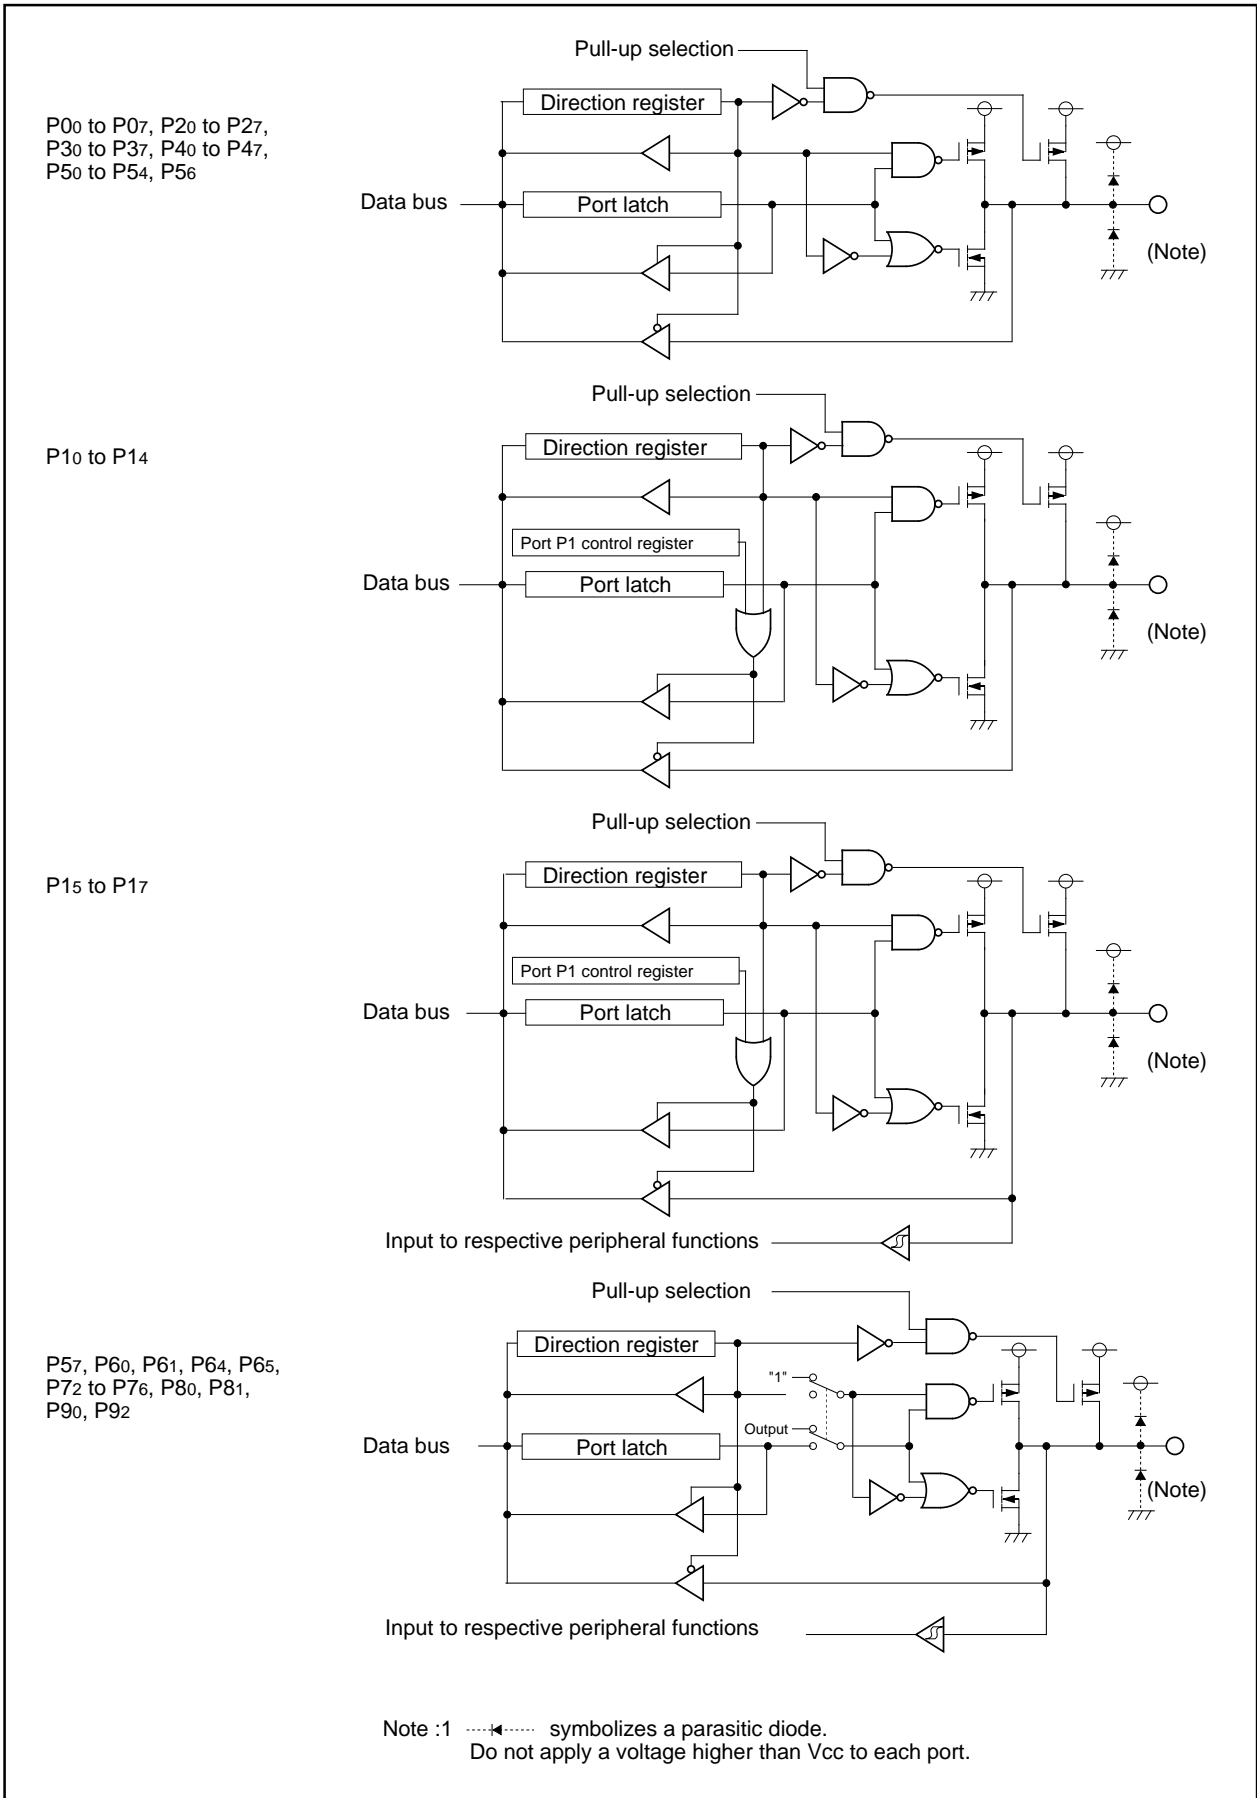 Pull-up selection
P00 to P07, P20 to P27,
P30 to P37, P40 to P47,
P50 to P54, P56
Direction register
Data bus
Port latch
(Note)
Pull-up selection
P10 to P14
Direction register
Port P1 control register
Data bus
Port latch
(Note)
Pull-up selection
P15 to P17
Direction register
Port P1 control register
Data bus
Port latch
(Note)
Input to respective peripheral functions
Pull-up selection
P57, P60, P61, P64, P65,
P72 to P76, P80, P81,
P90, P92
Direction register
"1"
Output
Data bus
Port latch
(Note)
Input to respective peripheral functions
Note :1 symbolizes a parasitic diode.
Do not apply a voltage higher than Vcc to each port.